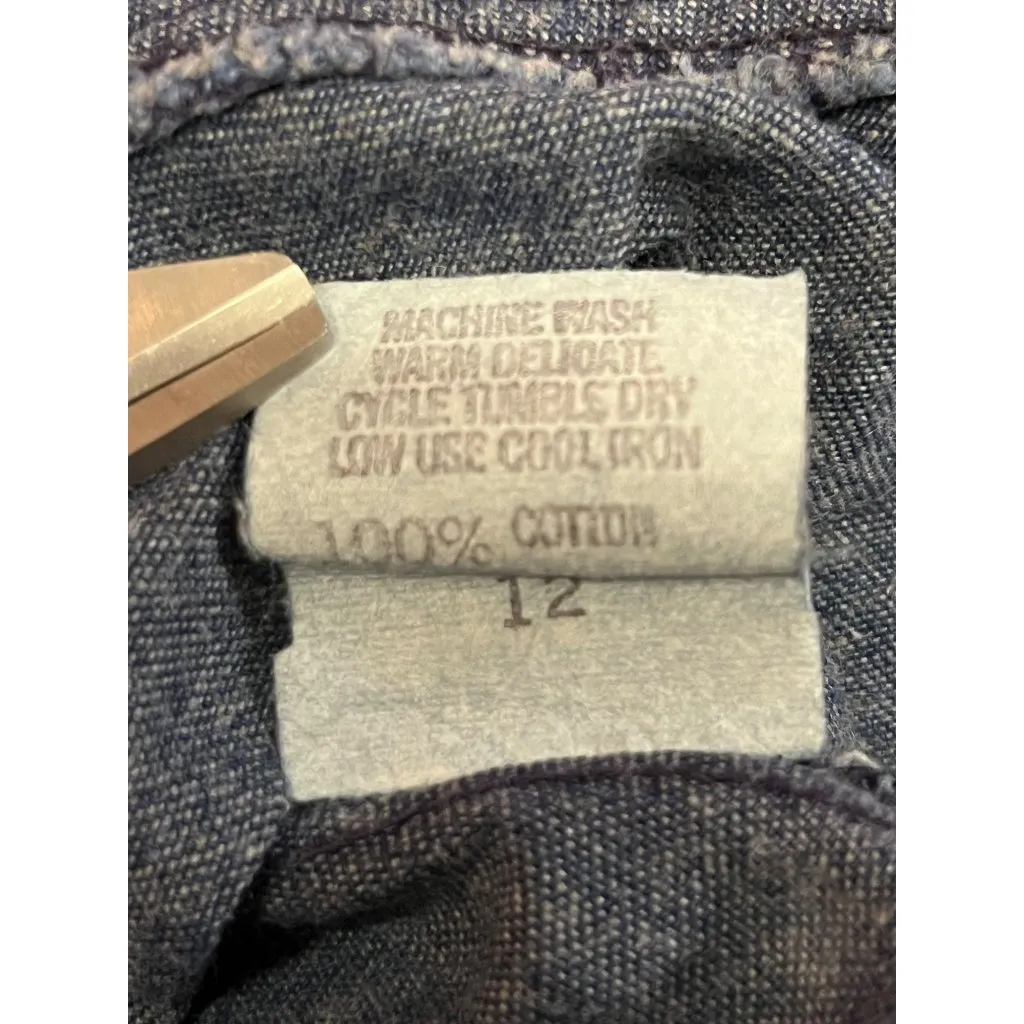 MACHINE WASH
WARM DELICATE
CYCLE TUMBLE DRY
LOW USE COOL IRON
100% COTTON
12